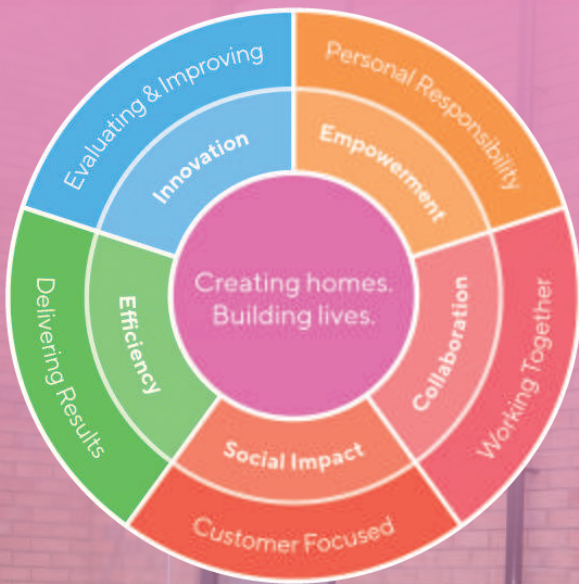 Evaluating & Improving
Innovation
Personal Responsibility
Empowerment
Working Together
Collaboration
Customer Focused
Social Impact
Delivering Results
Efficiency
Creating homes.
Building lives.